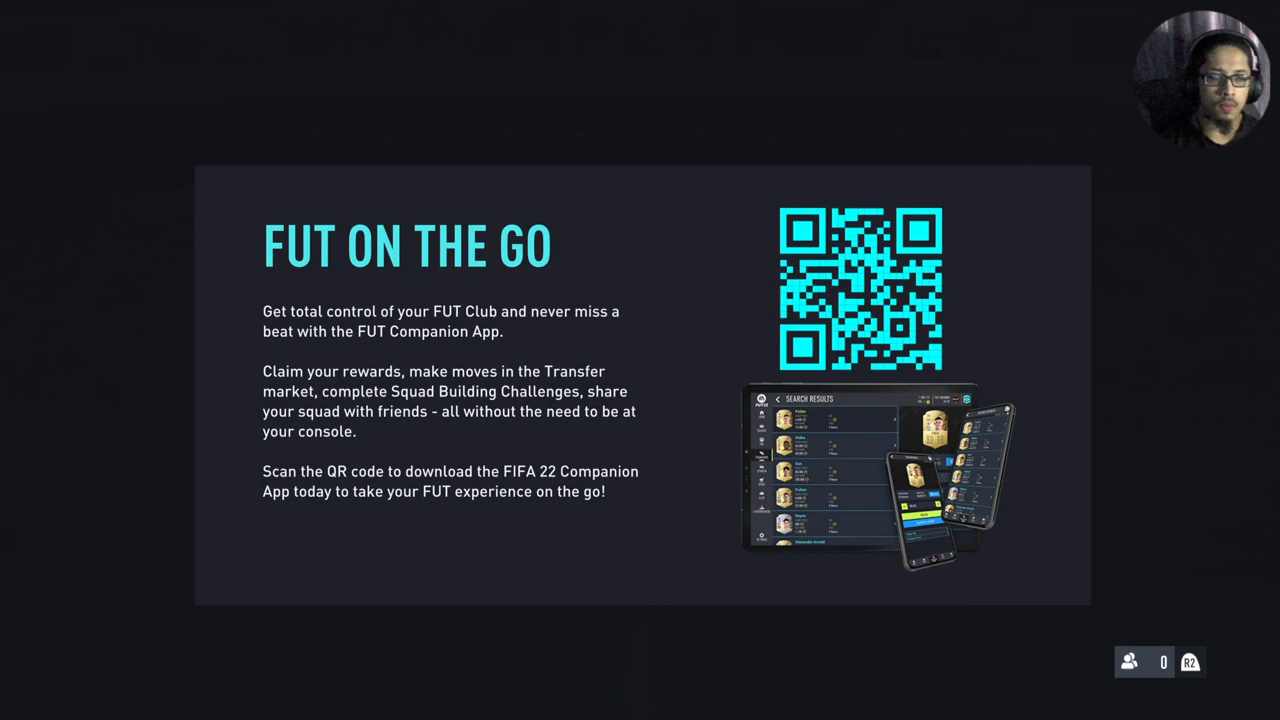 FUT ON THE GO
Get total control of your FUT Club and never miss a
beat with the FUT Companion App.
Claim your rewards, make moves in the Transfer
market, complete Squad Building Challenges, share
your squad with friends - all without the need to be at
your console.
Scan the QR code to download the FIFA 22 Companion
App today to take your FUT experience on the go!
SEARCH RESULTS
Alexander-Arnold
0 R2